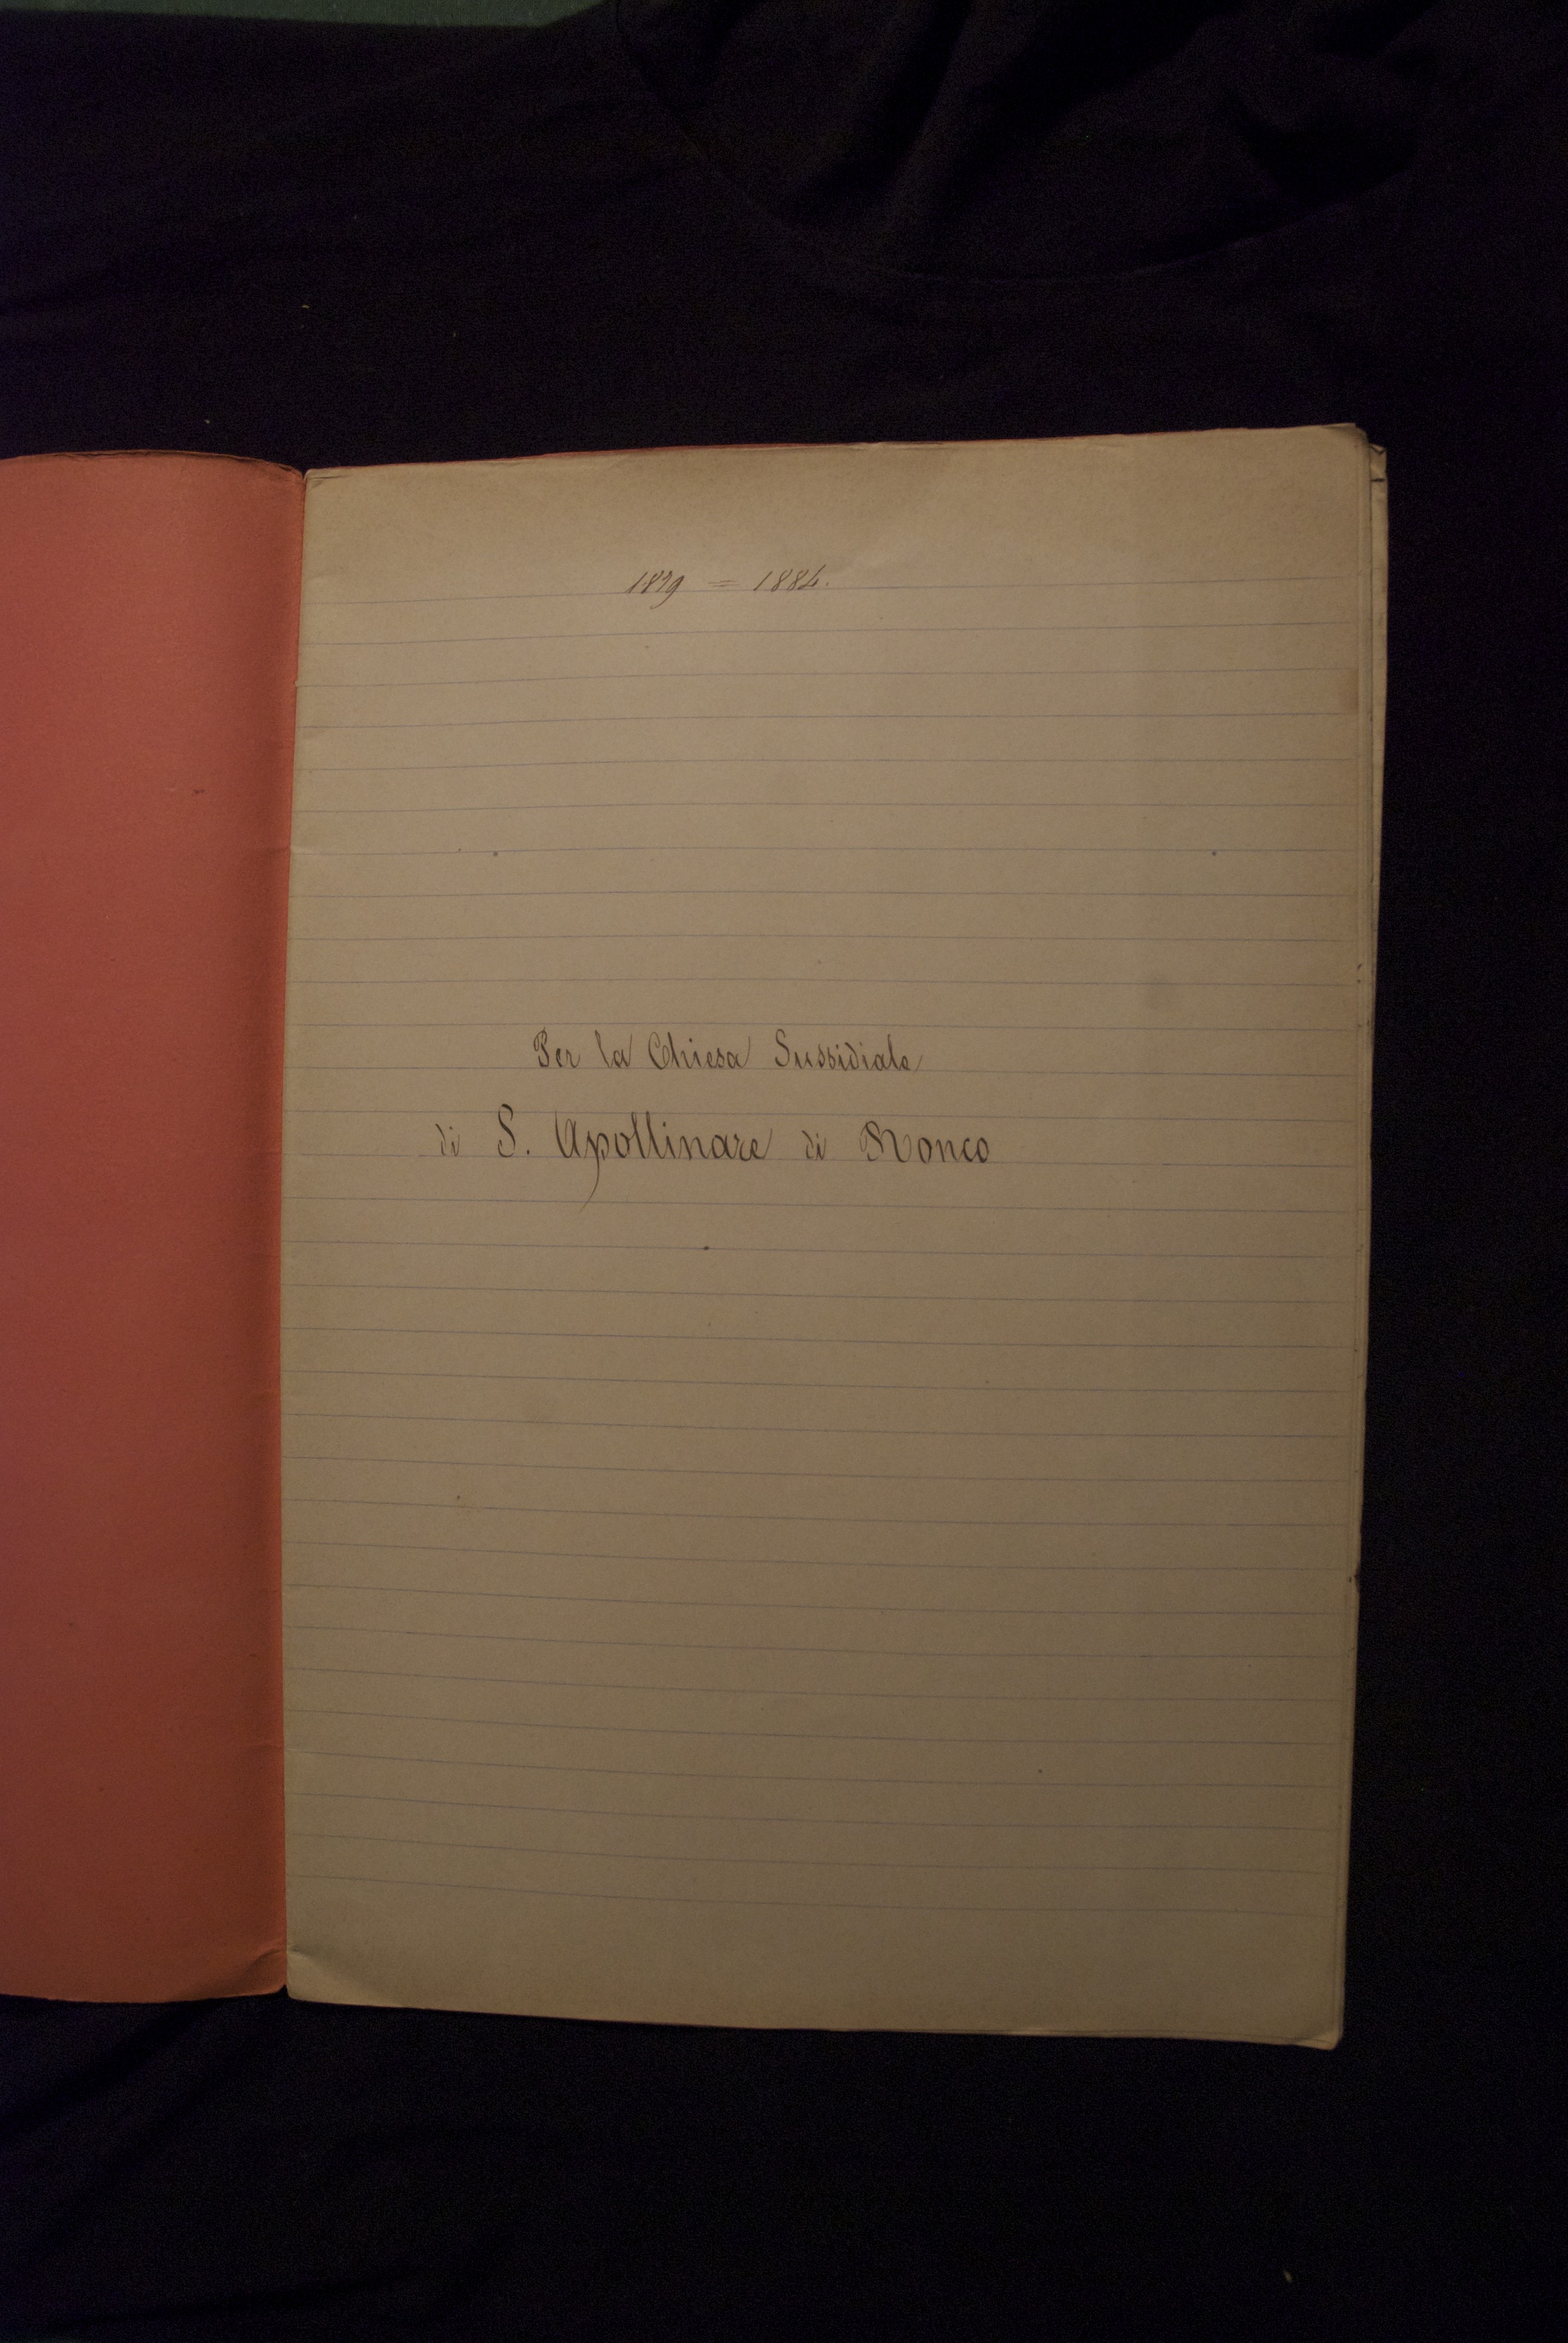 1879 = 1884.
Per la Chiesa Sussidiale
di S. Apollinare di Ronco